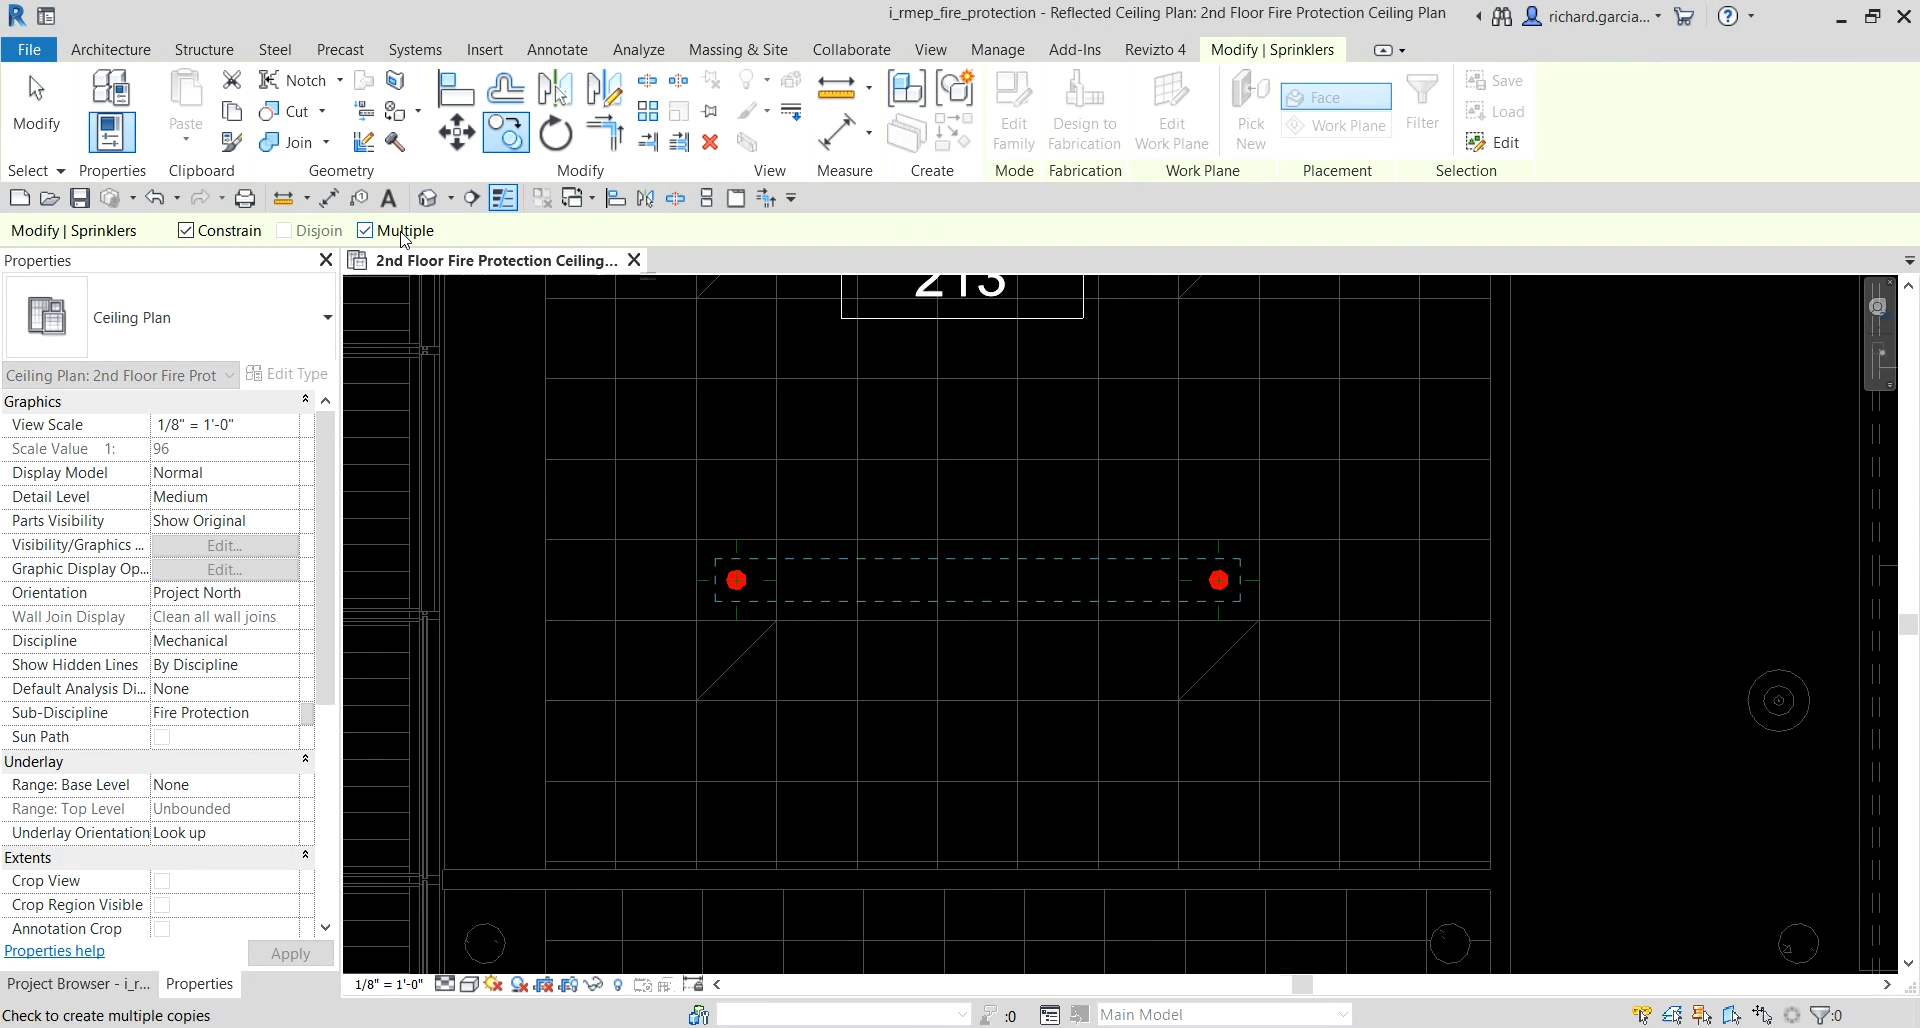 i_rmep_fire_protection - Reflected Ceiling Plan: 2nd Floor Fire Protection Ceiling Plan
richard.garcia...
File Architecture Structure Steel Precast Systems Insert Annotate Analyze Massing & Site Collaborate View Manage Add-Ins Revizto 4 Modify | Sprinklers
Modify
Paste
Notch
Cut
Join
Edit
Family
Design to
Fabrication
Edit
Work Plane
Pick
New
Face
Work Plane
Filter
Save
Load
Edit
Select Properties Clipboard Geometry Modify View Measure Create Mode Fabrication Work Plane Placement Selection
Modify | Sprinklers Constrain Disjoin Multiple
Properties
2nd Floor Fire Protection Ceiling...
213
Ceiling Plan
Ceiling Plan: 2nd Floor Fire Prot Edit Type
Graphics
View Scale 1/8" = 1'-0"
Scale Value 1: 96
Display Model Normal
Detail Level Medium
Parts Visibility Show Original
Visibility/Graphics ... Edit...
Graphic Display Op... Edit...
Orientation Project North
Wall Join Display Clean all wall joins
Discipline Mechanical
Show Hidden Lines By Discipline
Default Analysis Di... None
Sub-Discipline Fire Protection
Sun Path
Underlay
Range: Base Level None
Range: Top Level Unbounded
Underlay Orientation Look up
Extents
Crop View
Crop Region Visible
Annotation Crop
Properties help Apply
Project Browser - i_r... Properties
1/8" = 1'-0"
Check to create multiple copies
:0
Main Model
:0